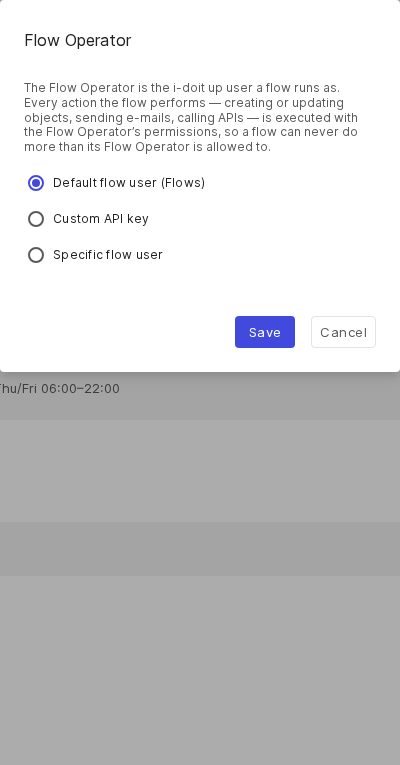 Flow Operator
The Flow Operator is the i-doit up user a flow runs as.
Every action the flow performs — creating or updating
objects, sending e-mails, calling APIs — is executed with
the Flow Operator's permissions, so a flow can never do
more than its Flow Operator is allowed to.
Default flow user (Flows)
Custom API key
Specific flow user
Save Cancel
Thu/Fri 06:00–22:00